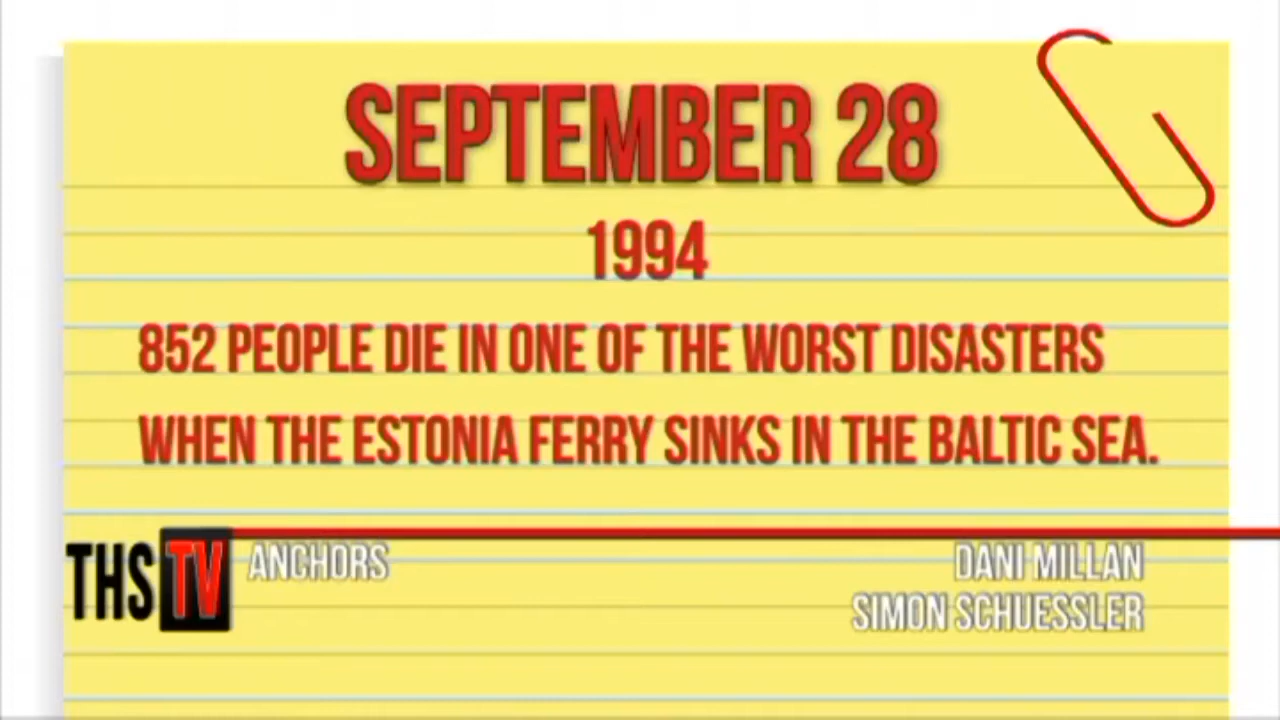 SEPTEMBER 28
1994
852 PEOPLE DIE IN ONE OF THE WORST DISASTERS
WHEN THE ESTONIA FERRY SINKS IN THE BALTIC SEA.
THS TV
ANCHORS
DANI MILLAN
SIMON SCHUESSLER